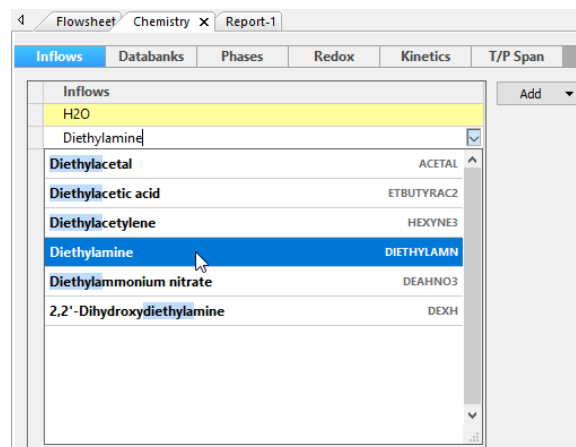 Flowsheet Chemistry Report-1
Inflows Databanks Phases Redox Kinetics T/P Span
Inflows
Add
H2O
Diethylamine
Diethylacetal ACETAL
Diethylacetic acid ETBUTYRAC2
Diethylacetylene HEXYNE3
Diethylamine DIETHYLAMN
Diethylammonium nitrate DEAHNO3
2,2'-Dihydroxydiethylamine DEXH